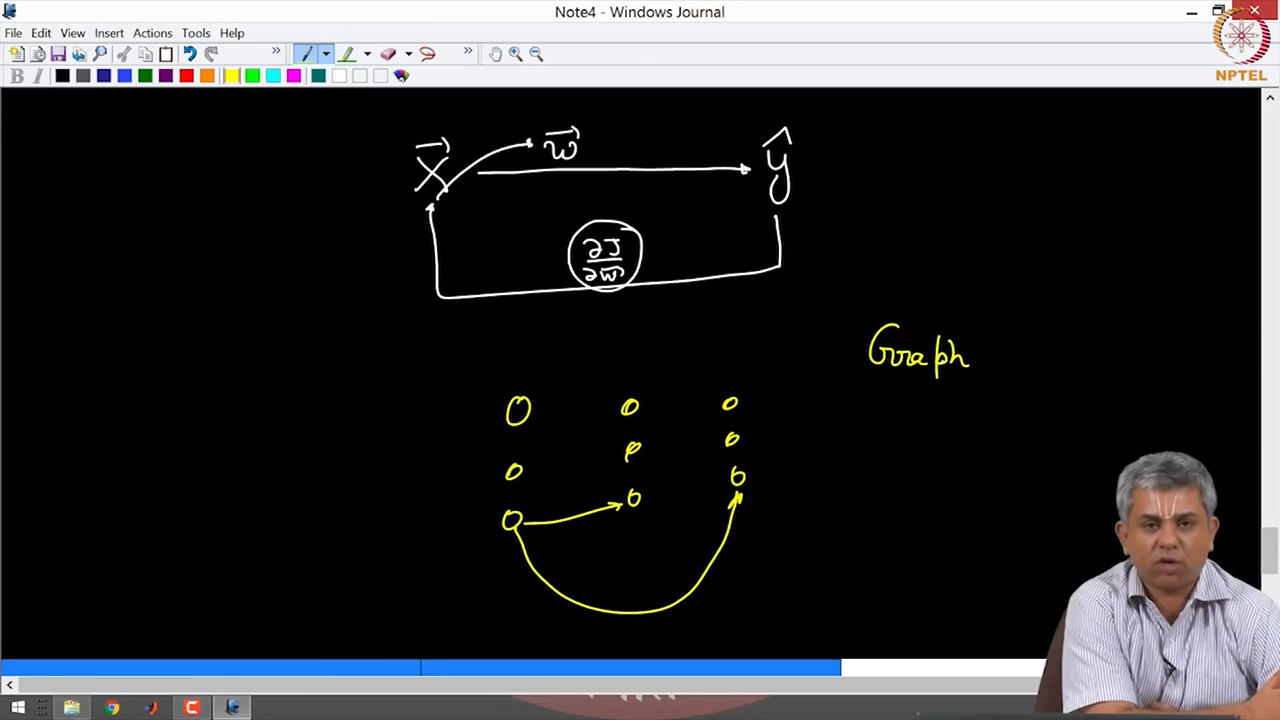 Note4 - Windows Journal
File Edit View Insert Actions Tools Help
NPTEL
B I
X⃗ w⃗ ŷ
∂J
∂w⃗
Graph